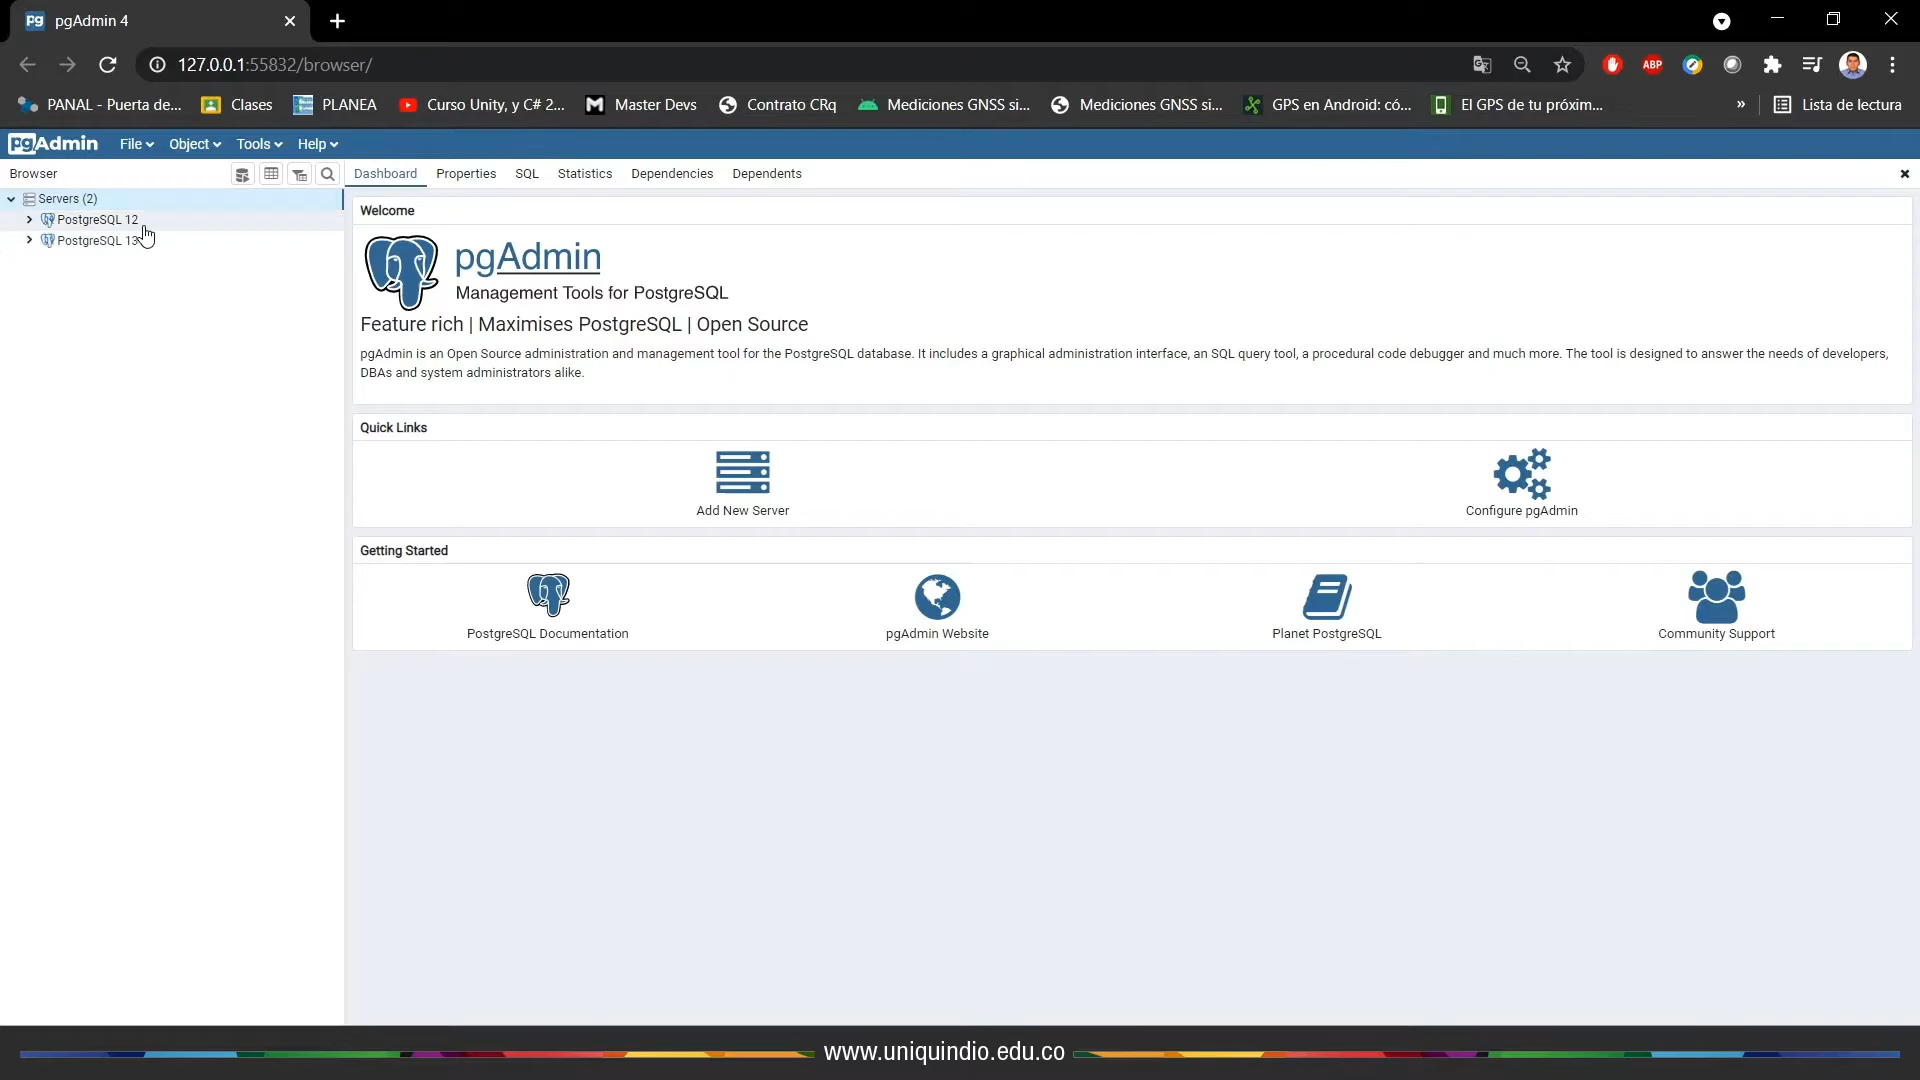 pgAdmin 4
127.0.0.1:55832/browser/
PANAL - Puerta de... Clases PLANEA Curso Unity, y C# 2... Master Devs Contrato CRq Mediciones GNSS si... Mediciones GNSS si... GPS en Android: có... El GPS de tu próxim... » Lista de lectura
pgAdmin File Object Tools Help
Browser Dashboard Properties SQL Statistics Dependencies Dependents
Servers (2)
PostgreSQL 12
PostgreSQL 13
Welcome
pgAdmin
Management Tools for PostgreSQL
Feature rich | Maximises PostgreSQL | Open Source
pgAdmin is an Open Source administration and management tool for the PostgreSQL database. It includes a graphical administration interface, an SQL query tool, a procedural code debugger and much more. The tool is designed to answer the needs of developers,
DBAs and system administrators alike.
Quick Links
Add New Server Configure pgAdmin
Getting Started
PostgreSQL Documentation pgAdmin Website Planet PostgreSQL Community Support
www.uniquindio.edu.co